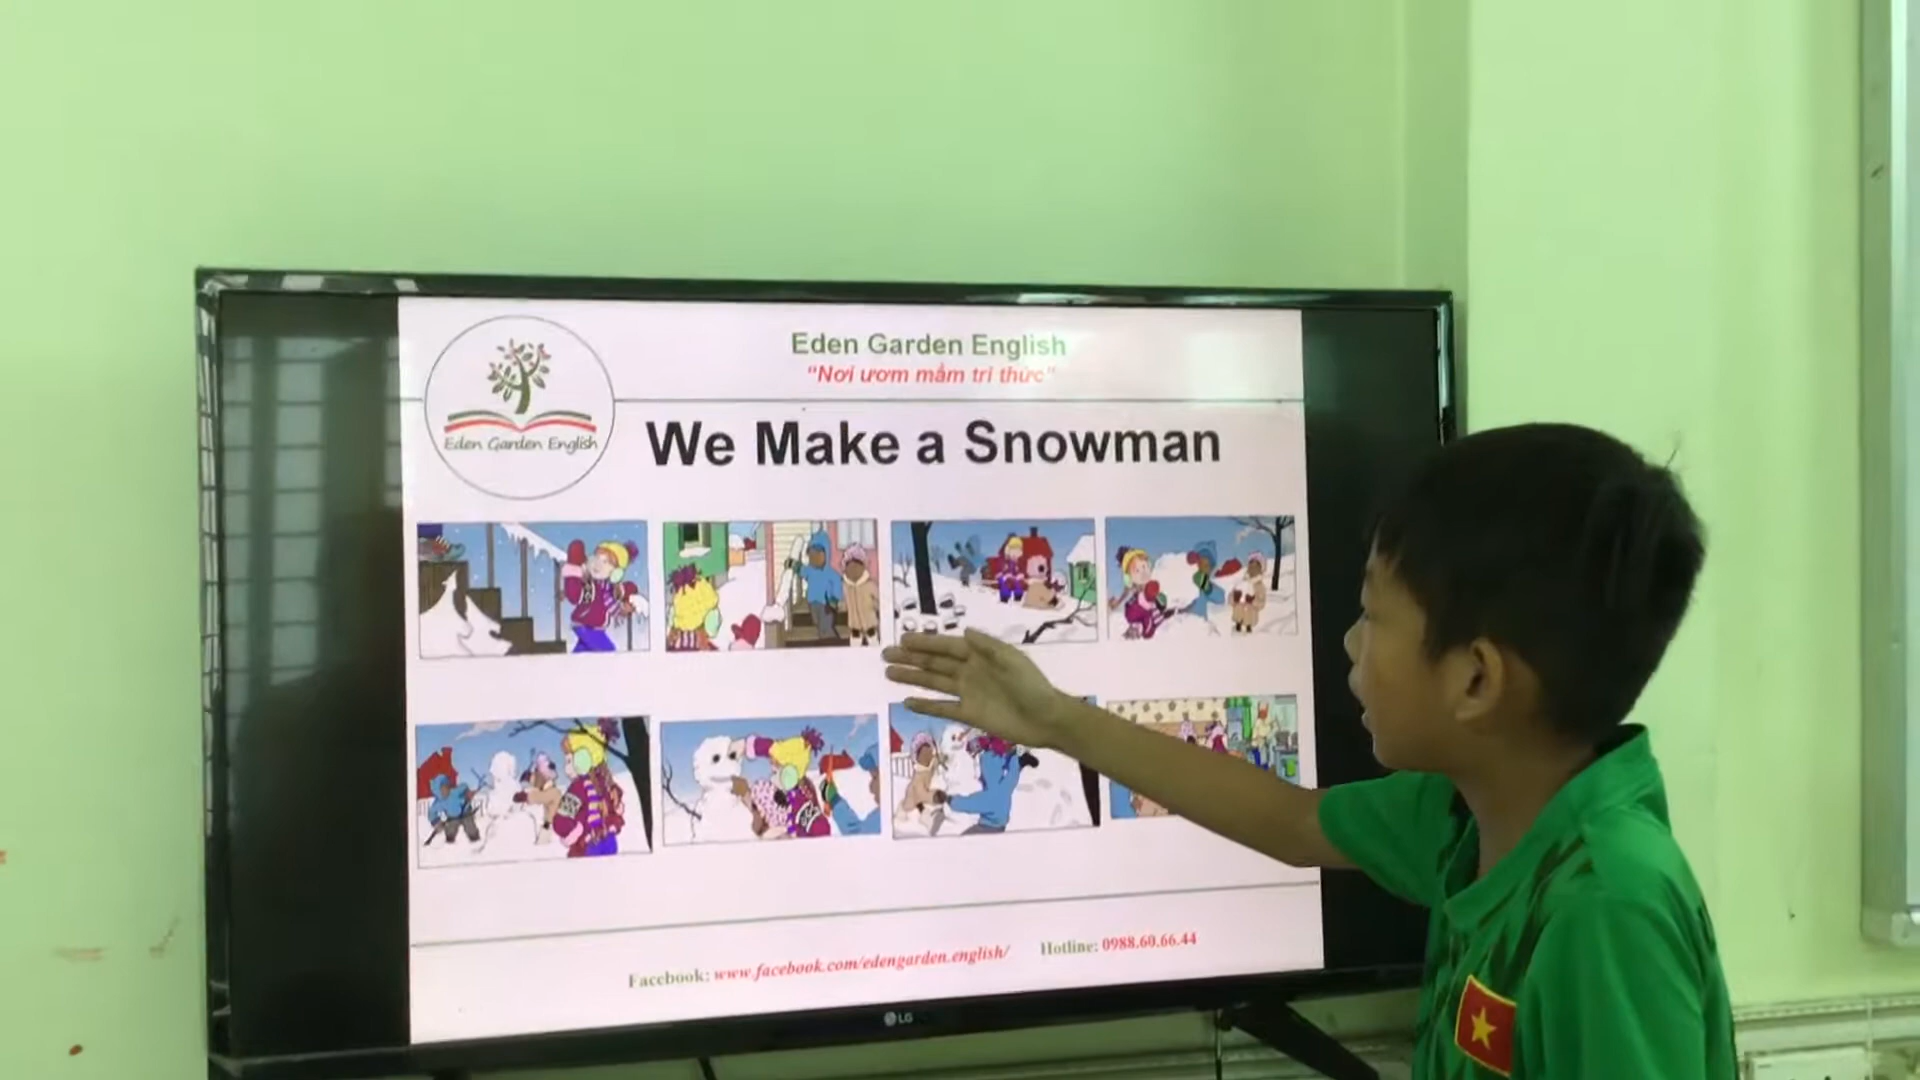 Eden Garden English
"Nơi ươm mầm tri thức"
Eden Garden English
We Make a Snowman
Facebook: www.facebook.com/edengarden.english/
Hotline: 0988.60.66.44
LG